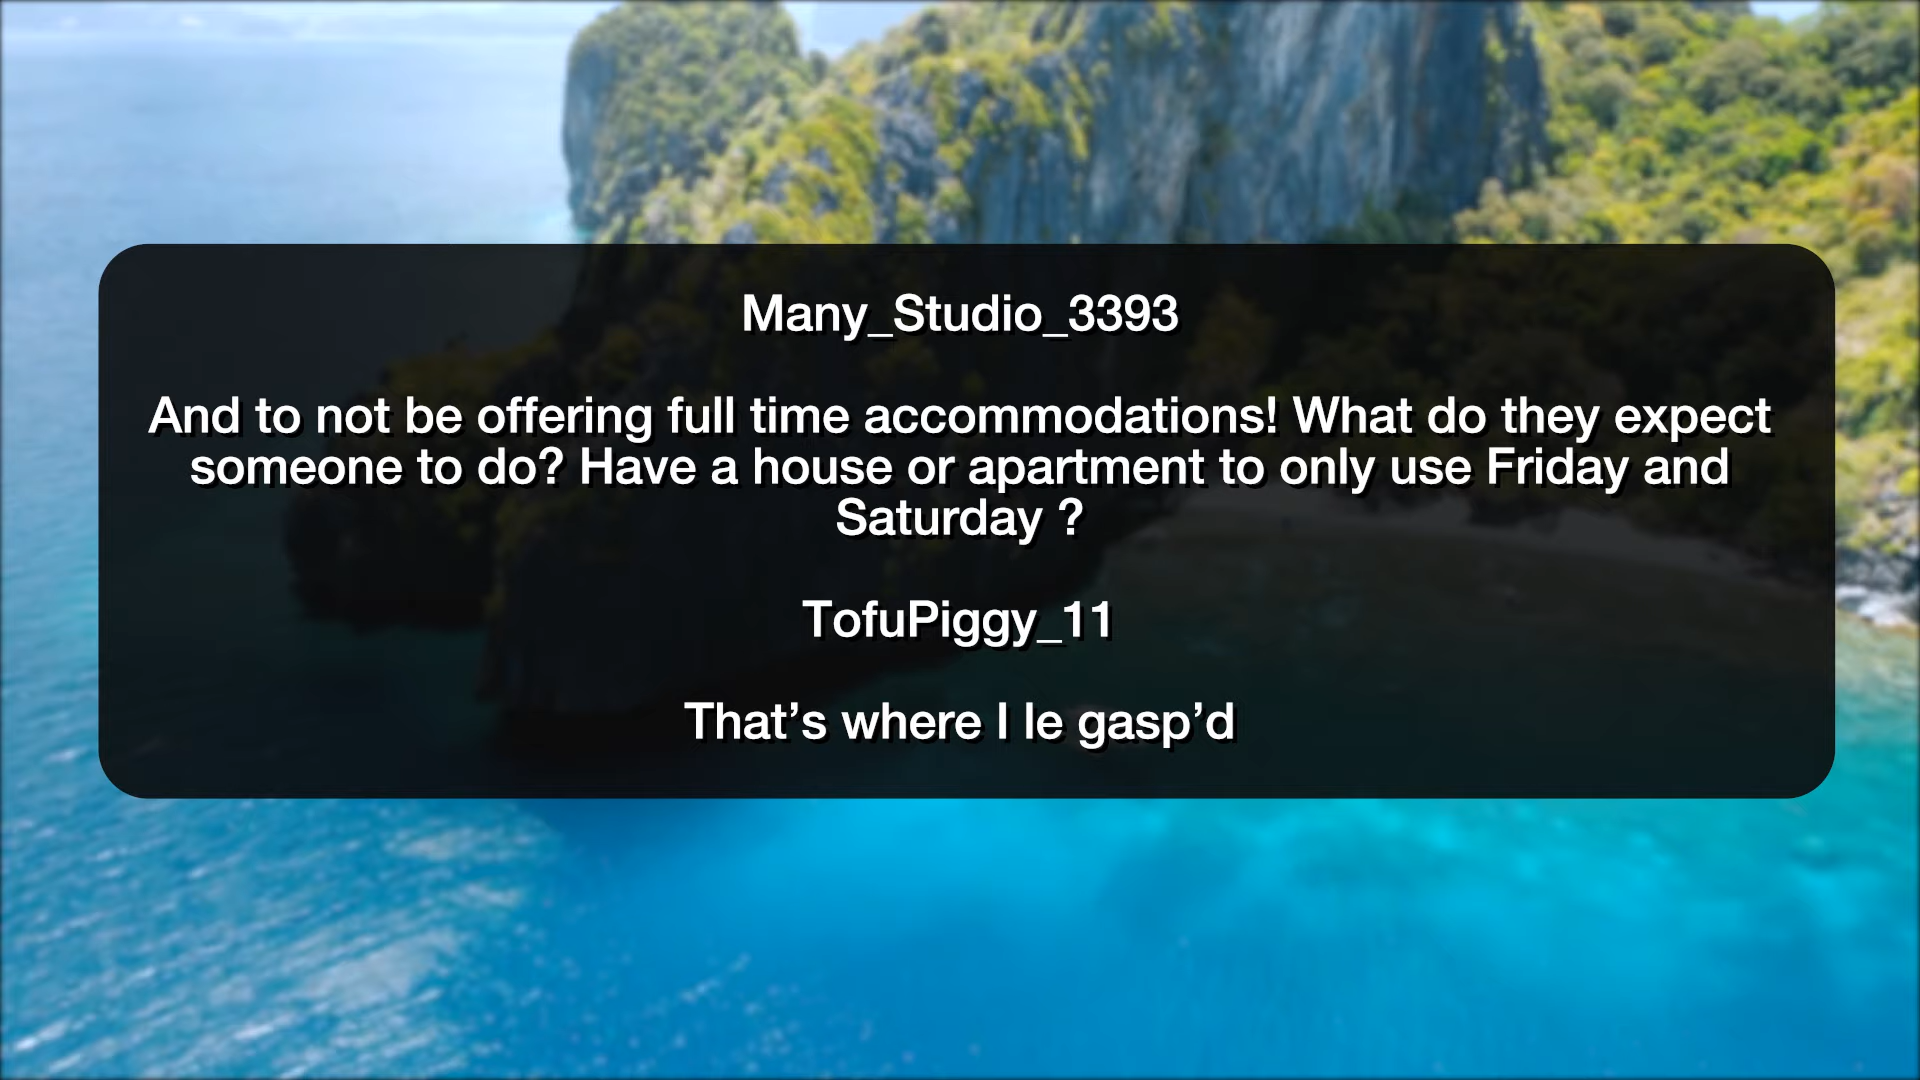 Many_Studio_3393
And to not be offering full time accommodations! What do they expect
someone to do? Have a house or apartment to only use Friday and
Saturday ?
TofuPiggy_11
That’s where I le gasp’d